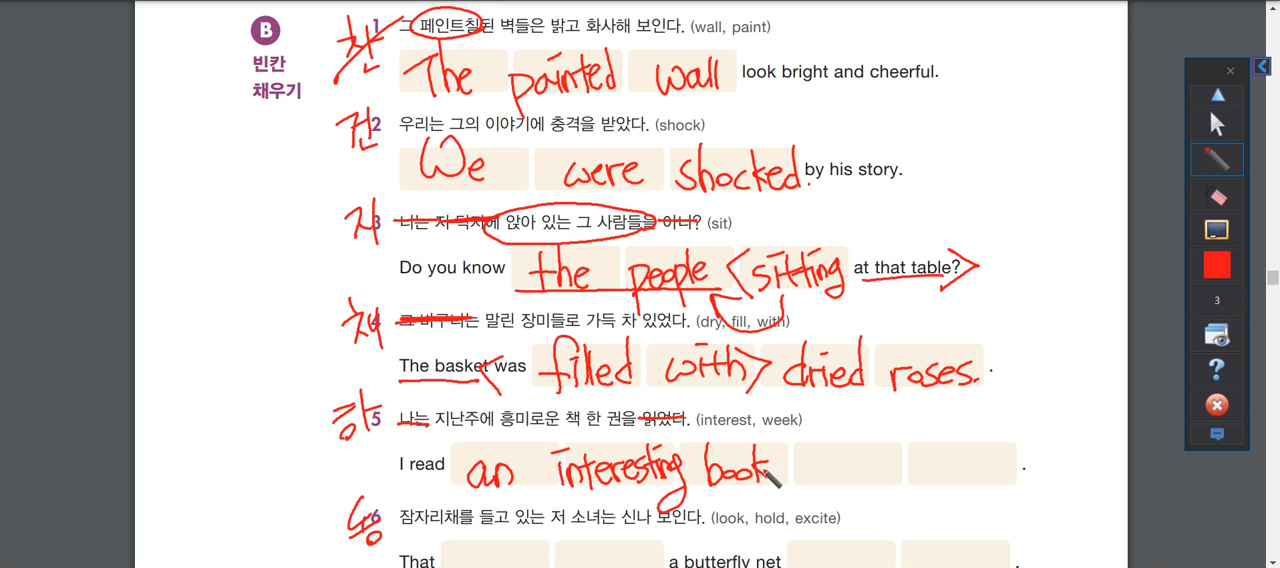 B
빈칸
채우기
1 그 페인트칠된 벽들은 밝고 화사해 보인다. (wall, paint)
The painted wall look bright and cheerful.
건 2 우리는 그의 이야기에 충격을 받았다. (shock)
We were shocked. by his story.
지 3 너는 저 탁자에 앉아 있는 그 사람들을 아니? (sit)
Do you know the people <sitting at that table?>
채 4 그 바구니는 말린 장미들로 가득 차 있었다. (dry, fill, with)
The basket <was filled with> dried roses. .
하 5 나는 지난주에 흥미로운 책 한 권을 읽었다. (interest, week)
I read an interesting book .
6 잠자리채를 들고 있는 저 소녀는 신나 보인다. (look, hold, excite)
That a butterfly net .
3